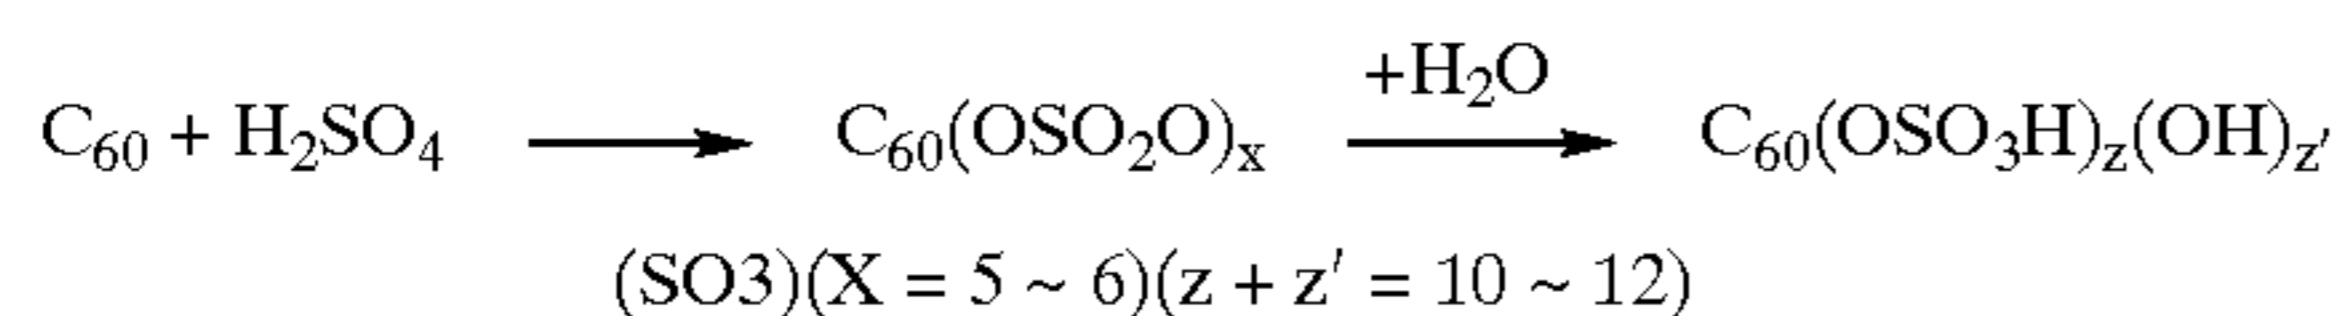 +H₂O
C₆₀ + H₂SO₄ ⟶ C₆₀(OSO₂O)ₓ ⟶ C₆₀(OSO₃H)z(OH)z′
(SO3)(X = 5 ~ 6)(z + z′ = 10 ~ 12)